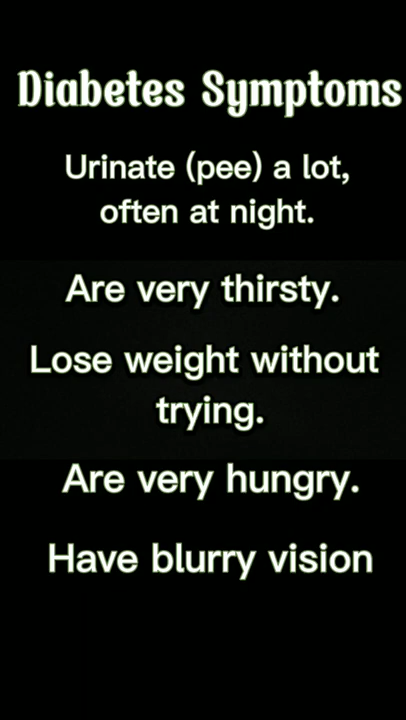 Diabetes Symptoms
Urinate (pee) a lot,
often at night.
Are very thirsty.
Lose weight without
trying.
Are very hungry.
Have blurry vision